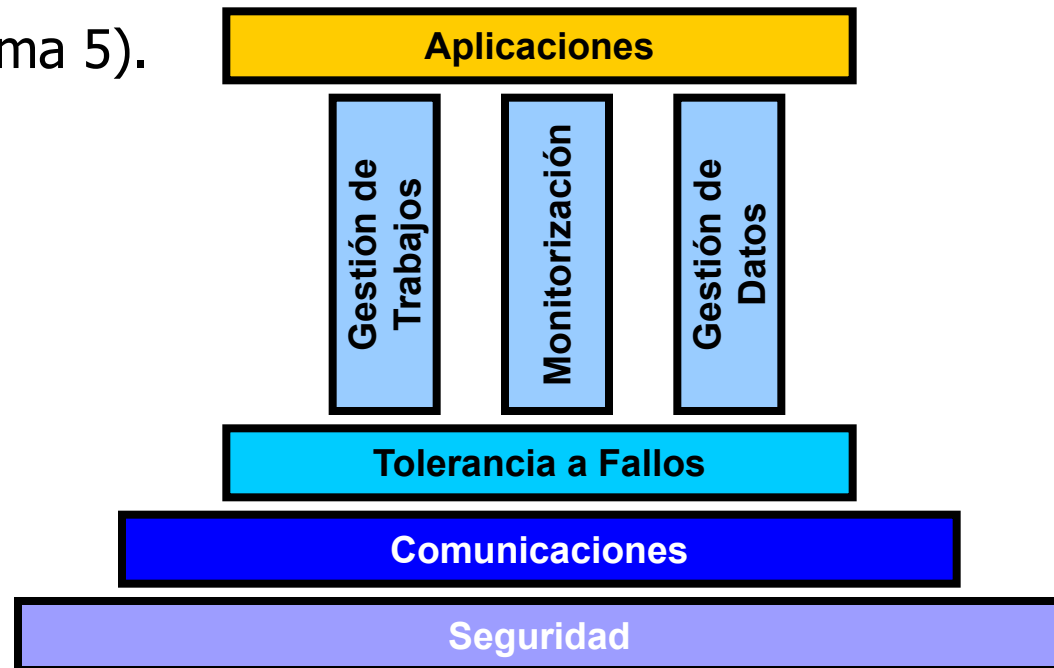 ma 5).
Aplicaciones
Gestión de
Trabajos
Monitorización
Gestión de
Datos
Tolerancia a Fallos
Comunicaciones
Seguridad